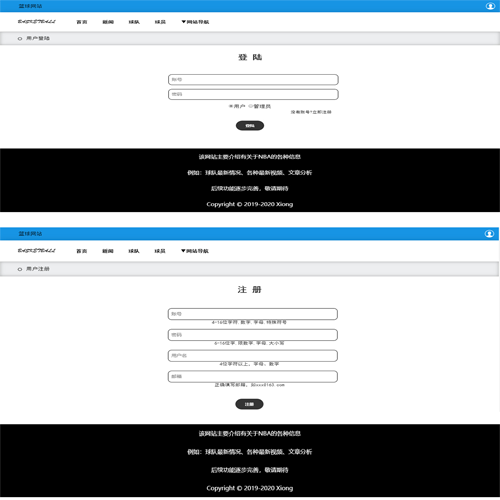 篮球网站
BASKETBALL 首页 新闻 球队 球员 ▼网站导航
用户登陆
登 陆
账号
密码
用户 管理员
没有账号?立即注册
登陆
该网站主要介绍有关于NBA的各种信息
例如：球队最新情况、各种最新视频、文章分析
后续功能逐步完善，敬请期待
Copyright © 2019-2020 Xiong
篮球网站
BASKETBALL 首页 新闻 球队 球员 ▼网站导航
用户注册
注 册
账号
4-16位字符,数字,字母,特殊符号
密码
6-16位字,限数字,字母,大小写
用户名
4位字符以上, 字母、数字
邮箱
正确填写邮箱,
注册
该网站主要介绍有关于NBA的各种信息
例如：球队最新情况、各种最新视频、文章分析
后续功能逐步完善，敬请期待
Copyright © 2019-2020 Xiong